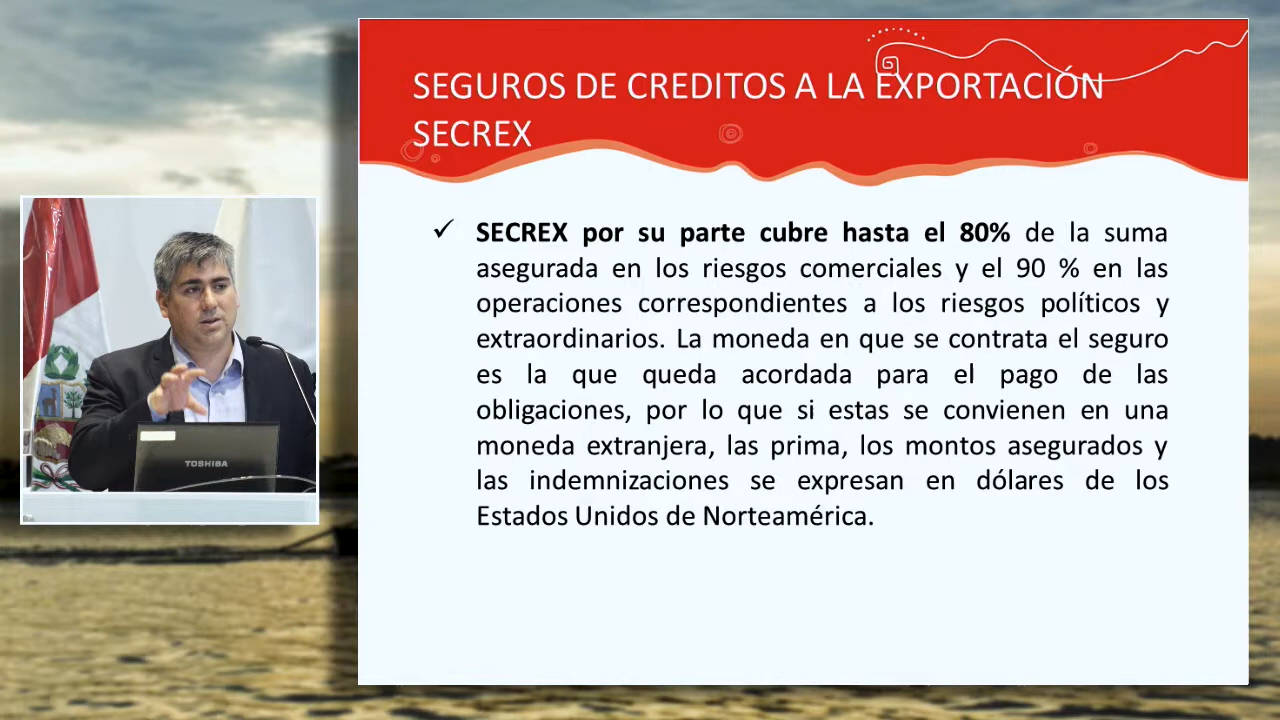 SEGUROS DE CREDITOS A LA EXPORTACIÓN
SECREX
✓ SECREX por su parte cubre hasta el 80% de la suma
asegurada en los riesgos comerciales y el 90 % en las
operaciones correspondientes a los riesgos políticos y
extraordinarios. La moneda en que se contrata el seguro
es la que queda acordada para el pago de las
obligaciones, por lo que si estas se convienen en una
moneda extranjera, las prima, los montos asegurados y
las indemnizaciones se expresan en dólares de los
Estados Unidos de Norteamérica.
TOSHIBA